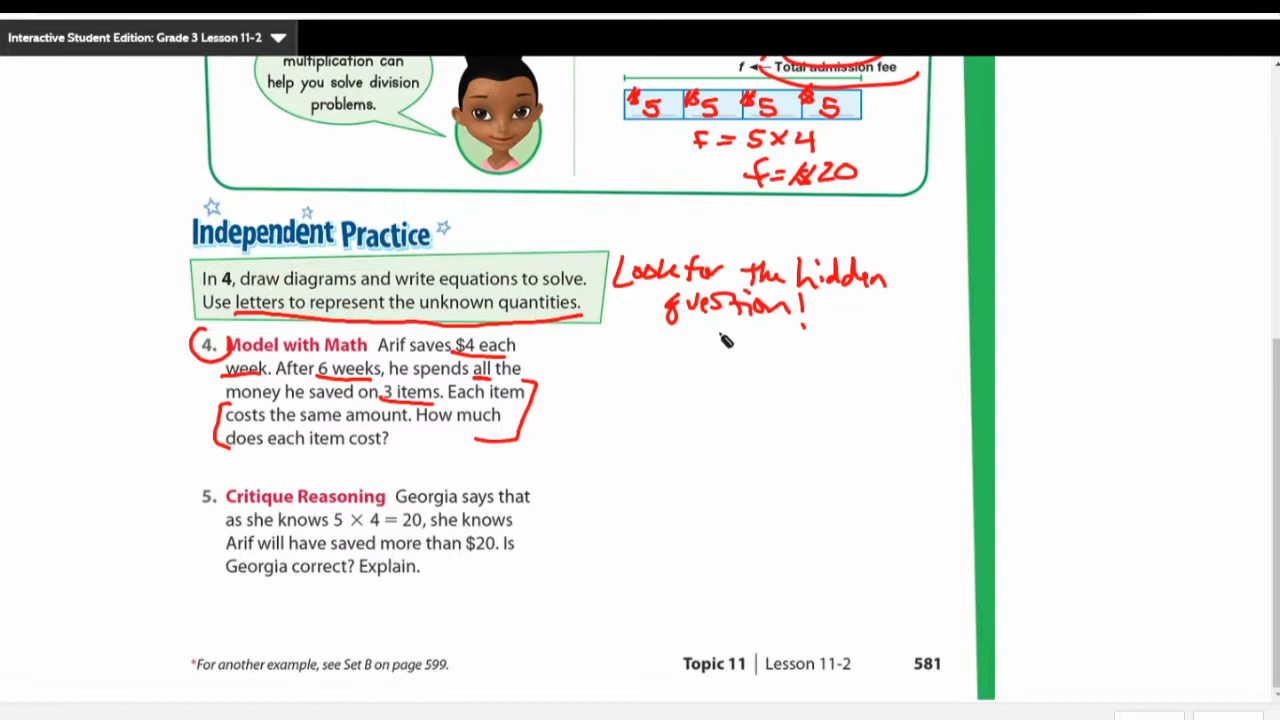 Interactive Student Edition: Grade 3 Lesson 11-2
multiplication can
help you solve division
problems.
f Total admission fee
$5 $5 $5 $5
f = 5 × 4
f = $20
Independent Practice
In 4, draw diagrams and write equations to solve.
Use letters to represent the unknown quantities.
Look for the hidden
question!
4. Model with Math Arif saves $4 each
week. After 6 weeks, he spends all the
money he saved on 3 items. Each item
costs the same amount. How much
does each item cost?
5. Critique Reasoning Georgia says that
as she knows 5 × 4 = 20, she knows
Arif will have saved more than $20. Is
Georgia correct? Explain.
*For another example, see Set B on page 599.
Topic 11 | Lesson 11-2 581